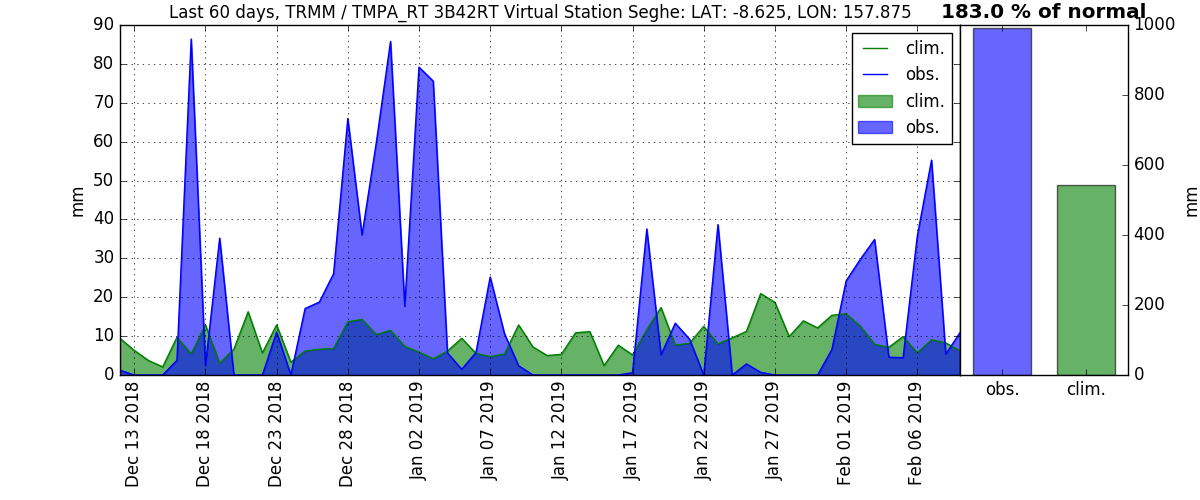 Last 60 days, TRMM / TMPA_RT 3B42RT Virtual Station Seghe: LAT: -8.625, LON: 157.875
183.0 % of normal
90
80
70
60
50
40
30
20
10
0
mm
clim.
obs.
clim.
obs.
Dec 13 2018
Dec 18 2018
Dec 23 2018
Dec 28 2018
Jan 02 2019
Jan 07 2019
Jan 12 2019
Jan 17 2019
Jan 22 2019
Jan 27 2019
Feb 01 2019
Feb 06 2019
1000
800
600
400
200
0
mm
obs.
clim.